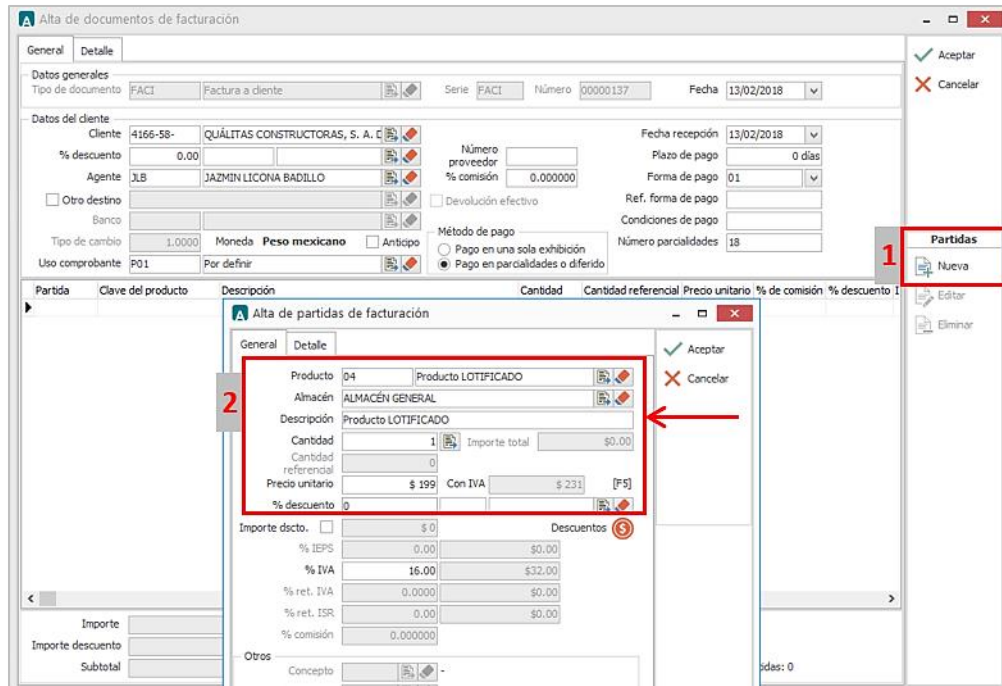 Alta de documentos de facturación
General Detalle
Aceptar
Cancelar
Datos generales
Tipo de documento FACI Factura a cliente Serie FACI Número 00000137 Fecha 13/02/2018
Datos del cliente
Cliente 4166-58- QUÁLITAS CONSTRUCTORAS, S. A. Fecha recepción 13/02/2018
% descuento 0.00 Número proveedor Plazo de pago 0 días
Agente JLB JAZMIN LICONA BADILLO % comisión 0.000000 Forma de pago 01
Otro destino Devolución efectivo Ref. forma de pago
Banco Condiciones de pago
Tipo de cambio 1.0000 Moneda Peso mexicano Anticipo Método de pago Número parcialidades 18
Pago en una sola exhibición
Uso comprobante P01 Por definir Pago en parcialidades o diferido
1
Partidas
Nueva
Editar
Eliminar
Partida Clave del producto Descripción Cantidad Cantidad referencial Precio unitario % de comisión % descuento
Alta de partidas de facturación
General Detalle
Aceptar
Cancelar
2
Producto 04 Producto LOTIFICADO
Almacén ALMACÉN GENERAL
Descripción Producto LOTIFICADO
Cantidad 1 Importe total $0.00
Cantidad referencial 0
Precio unitario $ 199 Con IVA $ 231 [F5]
% descuento 0
Importe dscto. $ 0 Descuentos
% IEPS 0.00 $0.00
% IVA 16.00 $32.00
% ret. IVA 0.0000 $0.00
% ret. ISR 0.00 $0.00
% comisión 0.000000
Otros
Concepto -
Importe
Importe descuento
Subtotal
idas: 0